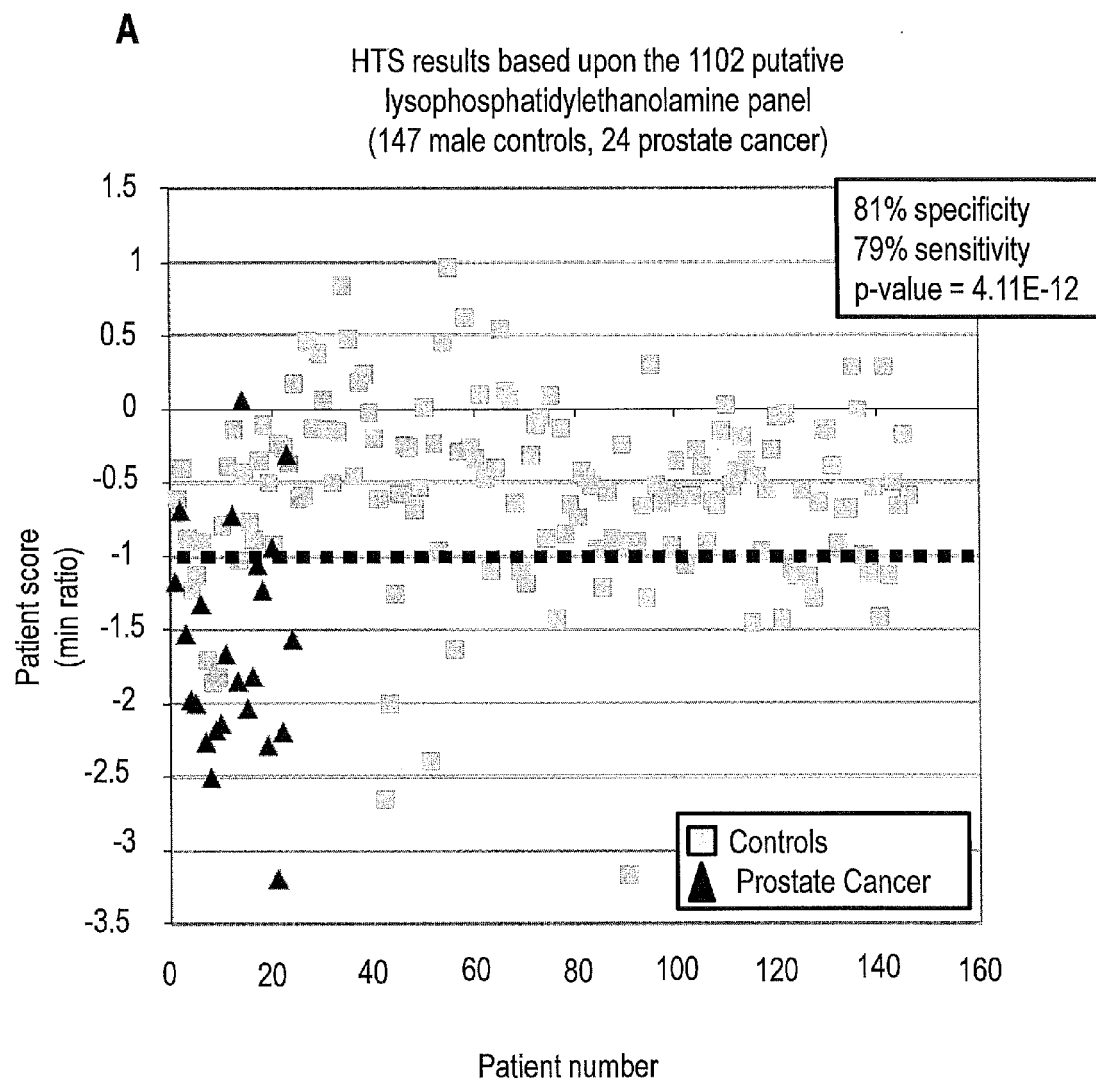 A
HTS results based upon the 1102 putative
lysophosphatidylethanolamine panel
(147 male controls, 24 prostate cancer)
81% specificity
79% sensitivity
p-value = 4.11E-12
1.5
1
0.5
0
-0.5
-1
-1.5
-2
-2.5
-3
-3.5
Patient score
(min ratio)
Controls
Prostate Cancer
0 20 40 60 80 100 120 140 160
Patient number